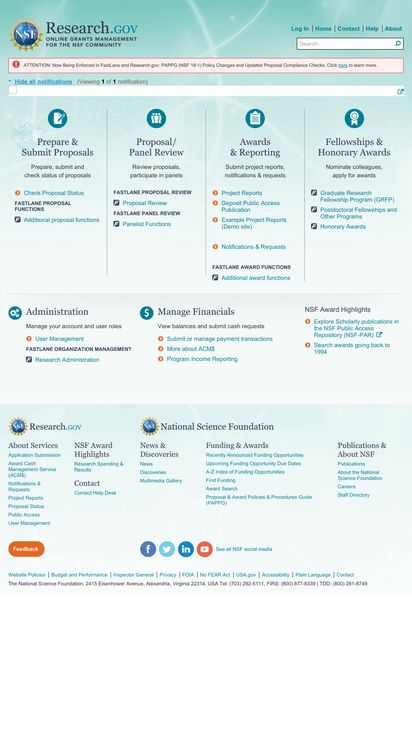 NSF
Research.gov
ONLINE GRANTS MANAGEMENT
FOR THE NSF COMMUNITY
Log In | Home | Contact | Help | About
Search
ATTENTION: Now Being Enforced in FastLane and Research.gov: PAPPG (NSF 18-1) Policy Changes and Updated Proposal Compliance Checks. Click here to learn more.
Hide all notifications (Viewing 1 of 1 notification)
Prepare &
Submit Proposals
Prepare, submit and
check status of proposals
Check Proposal Status
FASTLANE PROPOSAL
FUNCTIONS
Additional proposal functions
Proposal/
Panel Review
Review proposals,
participate in panels
FASTLANE PROPOSAL REVIEW
Proposal Review
FASTLANE PANEL REVIEW
Panelist Functions
Awards
& Reporting
Submit project reports,
notifications & requests
Project Reports
Deposit Public Access
Publication
Example Project Reports
(Demo site)
Notifications & Requests
FASTLANE AWARD FUNCTIONS
Additional award functions
Fellowships &
Honorary Awards
Nominate colleagues,
apply for awards
Graduate Research
Fellowship Program (GRFP)
Postdoctoral Fellowships and
Other Programs
Honorary Awards
Administration
Manage your account and user roles
User Management
FASTLANE ORGANIZATION MANAGEMENT
Research Administration
$
Manage Financials
View balances and submit cash requests
Submit or manage payment transactions
More about ACM$
Program Income Reporting
NSF Award Highlights
Explore Scholarly publications in
the NSF Public Access
Repository (NSF-PAR)
Search awards going back to
1994
NSF
Research.gov
About Services
Application Submission
Award Cash
Management Service
(ACM$)
Notifications &
Requests
Project Reports
Proposal Status
Public Access
User Management
NSF Award
Highlights
Research Spending &
Results
Contact
Contact Help Desk
NSF
National Science Foundation
News &
Discoveries
News
Discoveries
Multimedia Gallery
Funding & Awards
Recently Announced Funding Opportunities
Upcoming Funding Opportunity Due Dates
A-Z Index of Funding Opportunities
Find Funding
Award Search
Proposal & Award Policies & Procedures Guide
(PAPPG)
Publications &
About NSF
Publications
About the National
Science Foundation
Careers
Staff Directory
Feedback
See all NSF social media
Website Policies | Budget and Performance | Inspector General | Privacy | FOIA | No FEAR Act | USA.gov | Accessibility | Plain Language | Contact
The National Science Foundation, 2415 Eisenhower Avenue, Alexandria, Virginia 22314, USA Tel: (703) 292-5111, FIRS: (800) 877-8339 | TDD: (800) 281-8749